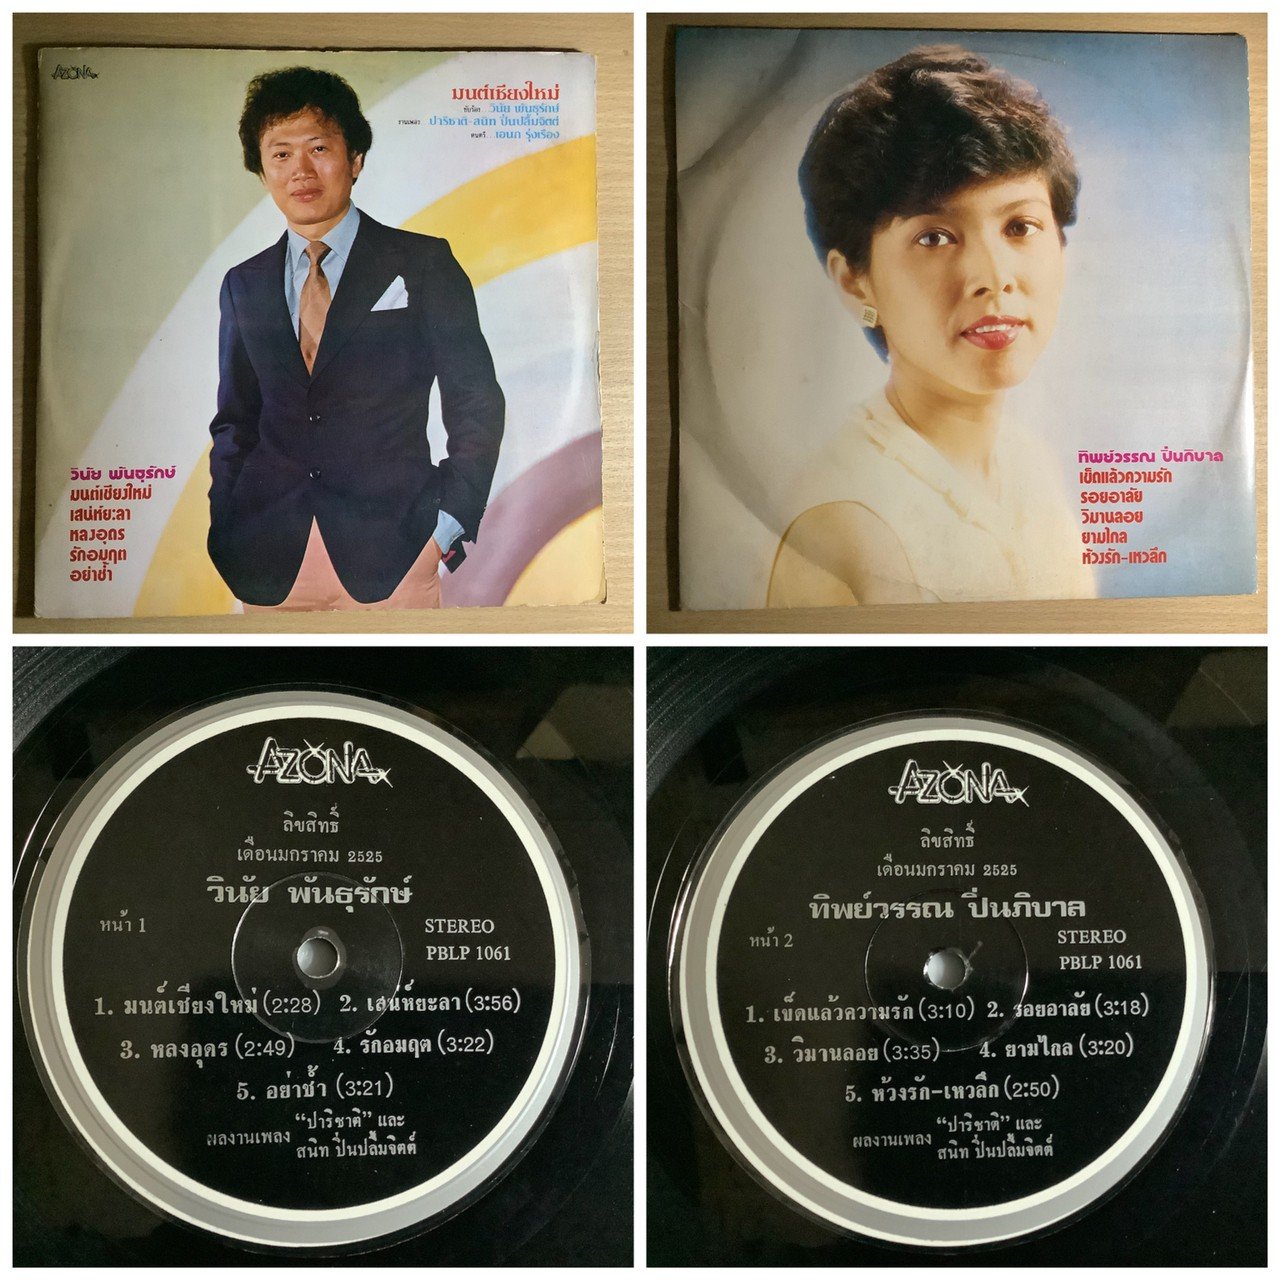 AZONA
มนต์เชียงใหม่
ขับร้อง...วินัย พันธุรักษ์
งานเพลง ปาริชาติ-สนิท ปิ่นปลื้มจิตต์
ดนตรี...เอนก รุ่งเรือง
วินัย พันธุรักษ์
มนต์เชียงใหม่
เสน่ห์ยะลา
หลงอุดร
รักอมฤต
อย่าช้ำ
ทิพย์วรรณ ปิ่นภิบาล
เข็ดแล้วความรัก
รอยอาลัย
วิมานลอย
ยามไกล
ห้วงรัก-เหวลึก
AZONA
ลิขสิทธิ์
เดือนมกราคม 2525
วินัย พันธุรักษ์
หน้า 1
STEREO
PBLP 1061
1. มนต์เชียงใหม่ (2:28) 2. เสน่ห์ยะลา (3:56)
3. หลงอุดร (2:49) 4. รักอมฤต (3:22)
5. อย่าช้ำ (3:21)
ผลงานเพลง "ปาริชาติ" และ
สนิท ปิ่นปลื้มจิตต์
AZONA
ลิขสิทธิ์
เดือนมกราคม 2525
ทิพย์วรรณ ปิ่นภิบาล
หน้า 2
STEREO
PBLP 1061
1. เข็ดแล้วความรัก (3:10) 2. รอยอาลัย (3:18)
3. วิมานลอย (3:35) 4. ยามไกล (3:20)
5. ห้วงรัก-เหวลึก (2:50)
ผลงานเพลง "ปาริชาติ" และ
สนิท ปิ่นปลื้มจิตต์